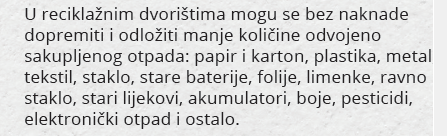 U reciklažnim dvorištima mogu se bez naknade
dopremiti i odložiti manje količine odvojeno
sakupljenog otpada: papir i karton, plastika, metal
tekstil, staklo, stare baterije, folije, limenke, ravno
staklo, stari lijekovi, akumulatori, boje, pesticidi,
elektronički otpad i ostalo.